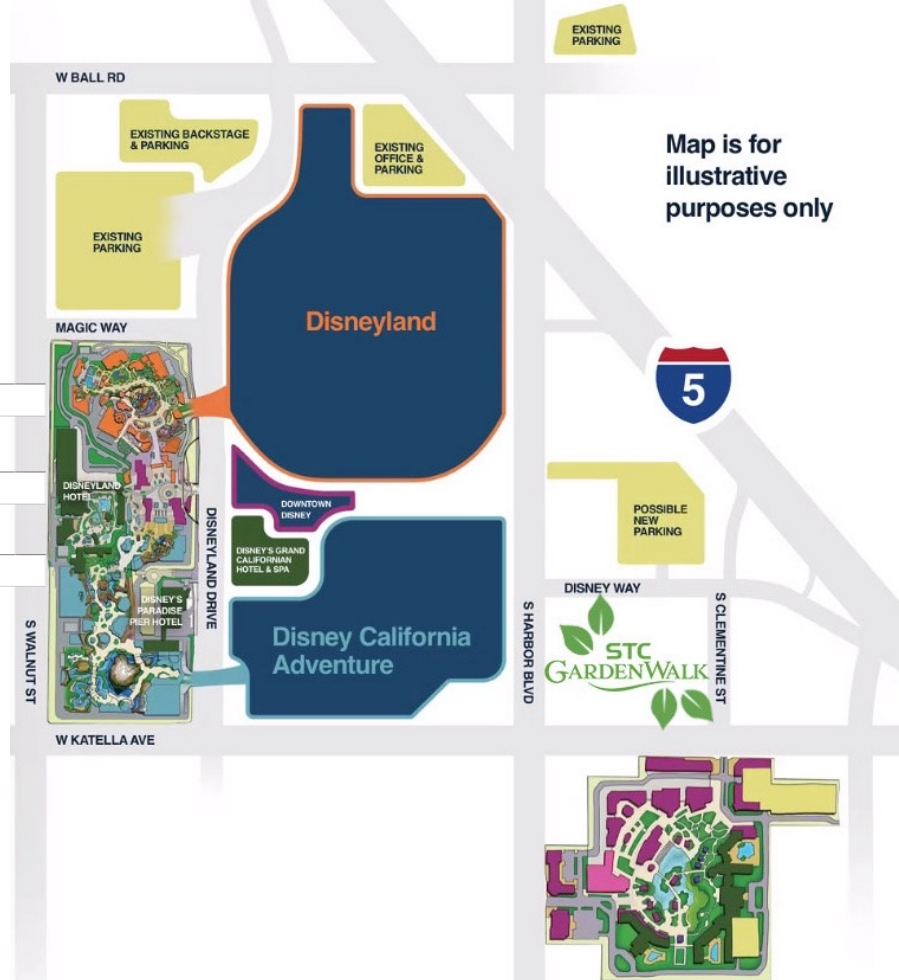 EXISTING
PARKING
W BALL RD
EXISTING BACKSTAGE
& PARKING
EXISTING
OFFICE &
PARKING
Map is for
illustrative
purposes only
EXISTING
PARKING
Disneyland
MAGIC WAY
5
DISNEYLAND
HOTEL
DOWNTOWN
DISNEY
POSSIBLE
NEW
PARKING
DISNEY'S GRAND
CALIFORNIAN
HOTEL & SPA
DISNEYLAND DRIVE
DISNEY WAY
DISNEY'S
PARADISE
PIER HOTEL
S WALNUT ST
Disney California
Adventure
S HARBOR BLVD
STC
GARDENWALK
S CLEMENTINE ST
W KATELLA AVE